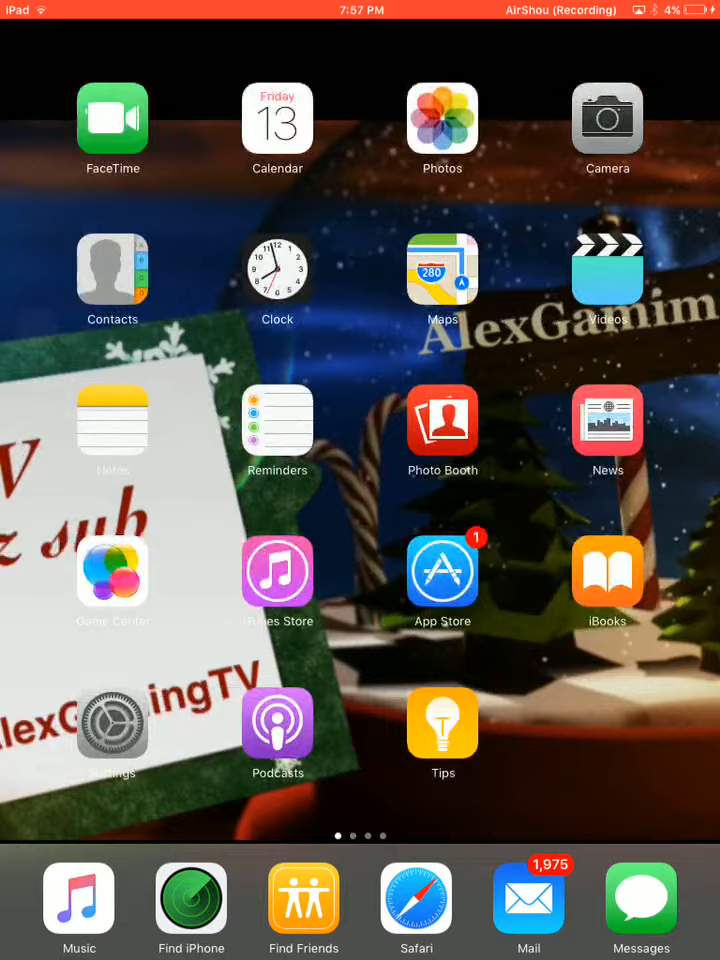 iPad 7:57 PM AirShou (Recording) 4%
Friday
13
FaceTime Calendar Photos Camera
12
280
Contacts Clock Maps Videos
AlexGamim
Notes Reminders Photo Booth News
V
z sub
1
Game Center iTunes Store App Store iBooks
AlexGamingTV
Settings Podcasts Tips
1,975
Music Find iPhone Find Friends Safari Mail Messages